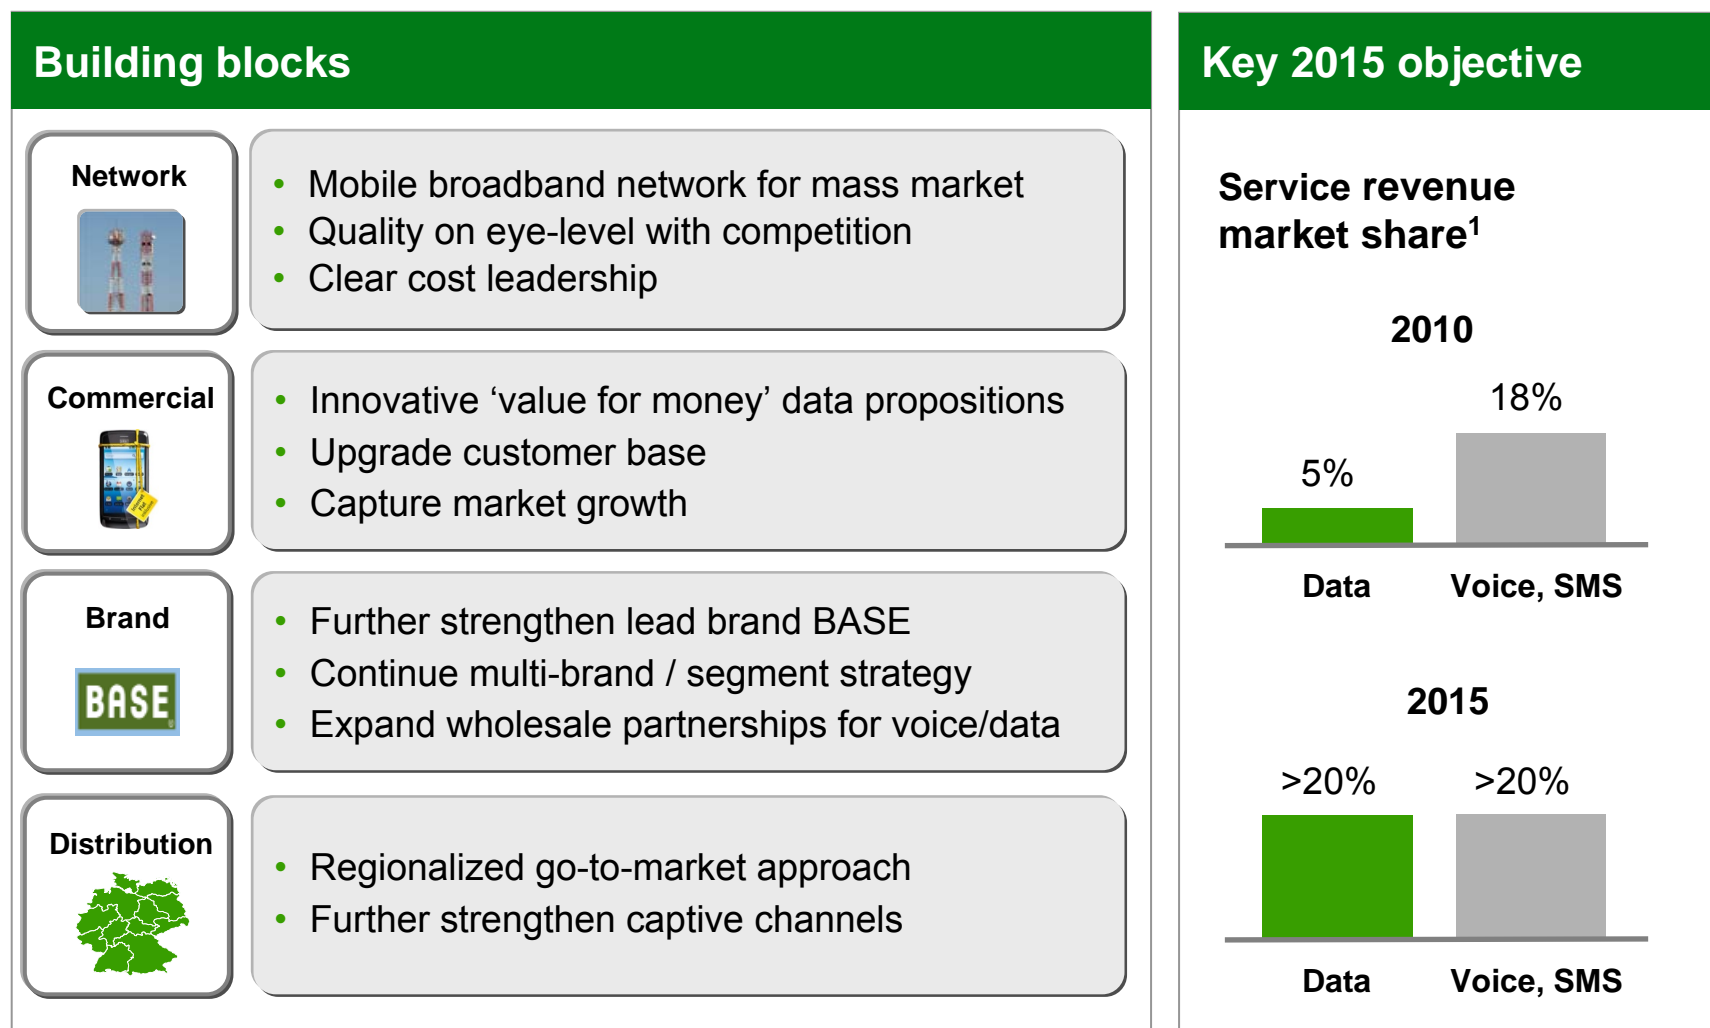 Building blocks
Network
• Mobile broadband network for mass market
• Quality on eye-level with competition
• Clear cost leadership
Commercial
• Innovative ‘value for money’ data propositions
• Upgrade customer base
• Capture market growth
Brand
BASE
• Further strengthen lead brand BASE
• Continue multi-brand / segment strategy
• Expand wholesale partnerships for voice/data
Distribution
• Regionalized go-to-market approach
• Further strengthen captive channels
Key 2015 objective
Service revenue
market share¹
2010
5%
18%
Data
Voice, SMS
2015
>20%
>20%
Data
Voice, SMS